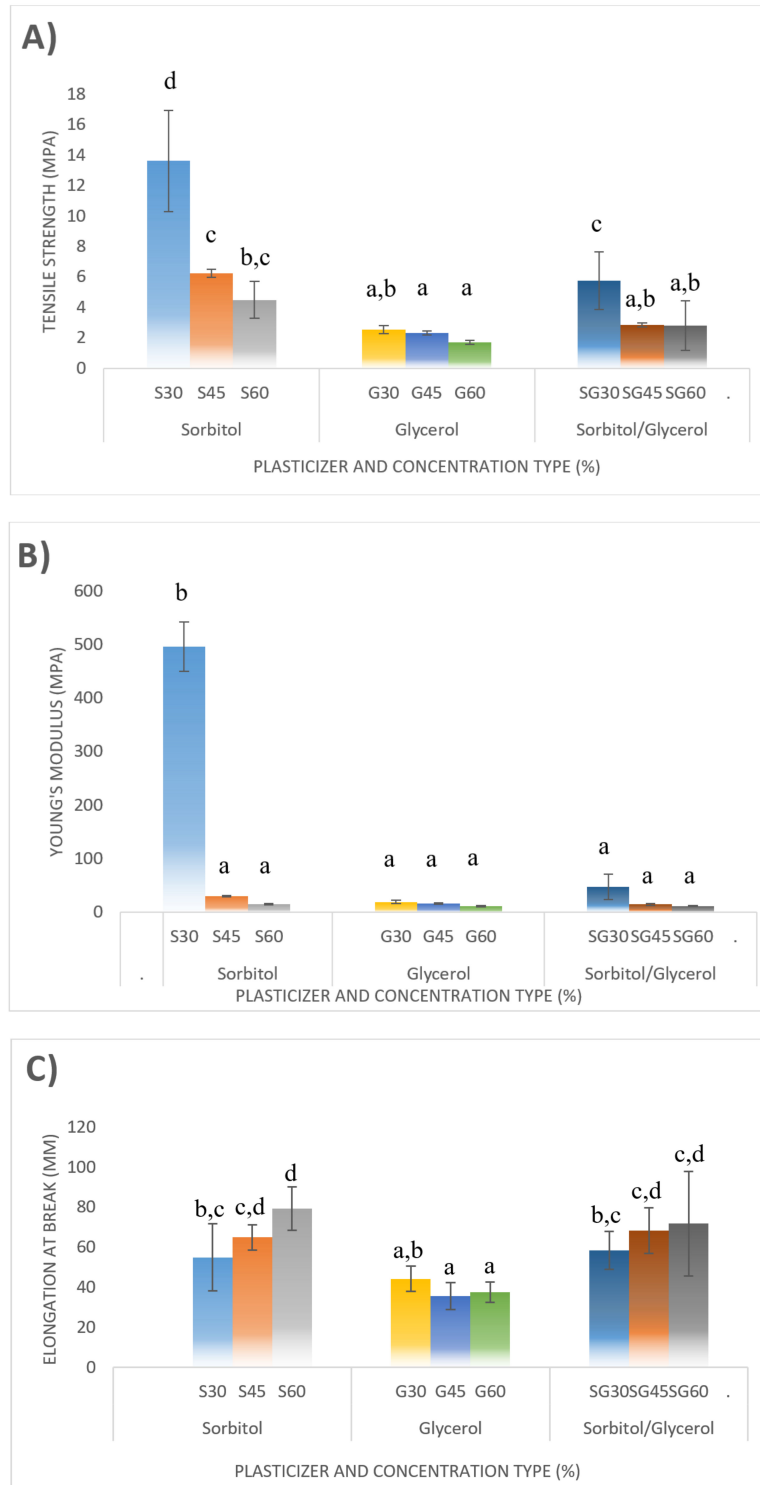 A)
TENSILE STRENGTH (MPA)
18
16
14
12
10
8
6
4
2
0
d
c
b,c
a,b
a
a
c
a,b
a,b
S30 S45 S60 G30 G45 G60 SG30 SG45 SG60 .
Sorbitol Glycerol Sorbitol/Glycerol
PLASTICIZER AND CONCENTRATION TYPE (%)
B)
YOUNG'S MODULUS (MPA)
600
500
400
300
200
100
0
b
a
a
a
a
a
a
a
a
S30 S45 S60 G30 G45 G60 SG30 SG45 SG60 .
. Sorbitol Glycerol Sorbitol/Glycerol
PLASTICIZER AND CONCENTRATION TYPE (%)
C)
ELONGATION AT BREAK (MM)
120
100
80
60
40
20
0
b,c
c,d
d
a,b
a
a
b,c
c,d
c,d
S30 S45 S60 G30 G45 G60 SG30 SG45 SG60 .
Sorbitol Glycerol Sorbitol/Glycerol
PLASTICIZER AND CONCENTRATION TYPE (%)